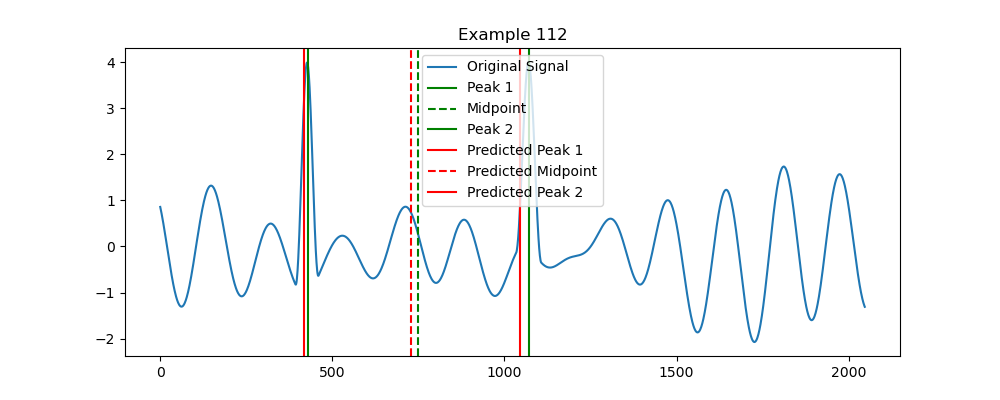 Example 112
4
3
2
1
0
−1
−2
Original Signal
Peak 1
Midpoint
Peak 2
Predicted Peak 1
Predicted Midpoint
Predicted Peak 2
0 500 1000 1500 2000